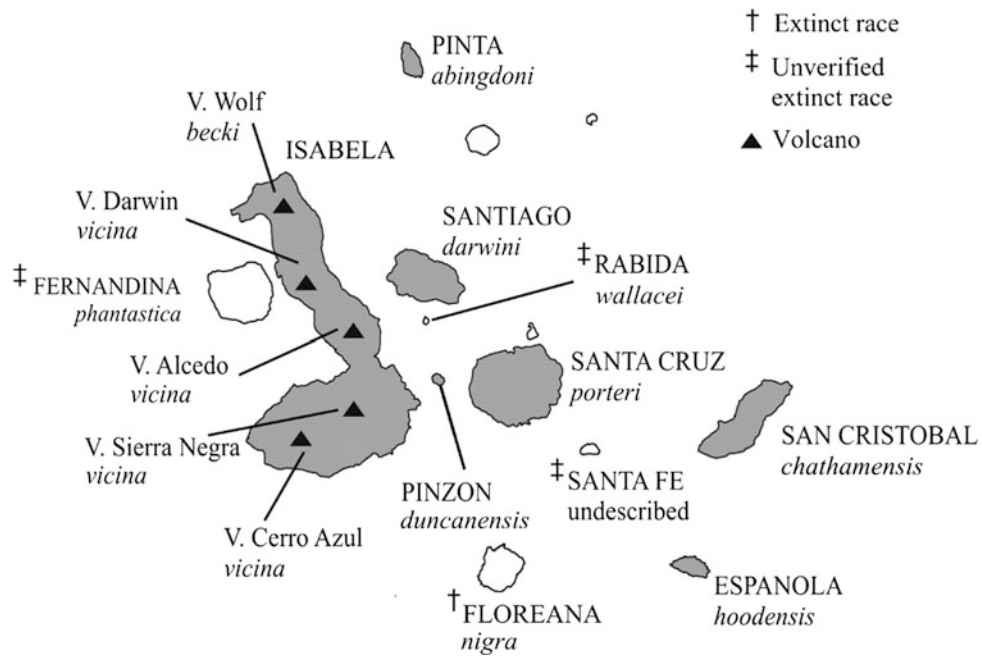 PINTA
abingdoni
† Extinct race
‡ Unverified
extinct race
▲ Volcano
V. Wolf
becki
ISABELA
V. Darwin
vicina
SANTIAGO
darwini
‡ RABIDA
wallacei
‡ FERNANDINA
phantastica
V. Alcedo
vicina
SANTA CRUZ
porteri
V. Sierra Negra
vicina
SAN CRISTOBAL
chathamensis
PINZON
duncanensis
‡ SANTA FE
undescribed
V. Cerro Azul
vicina
† FLOREANA
nigra
ESPANOLA
hoodensis